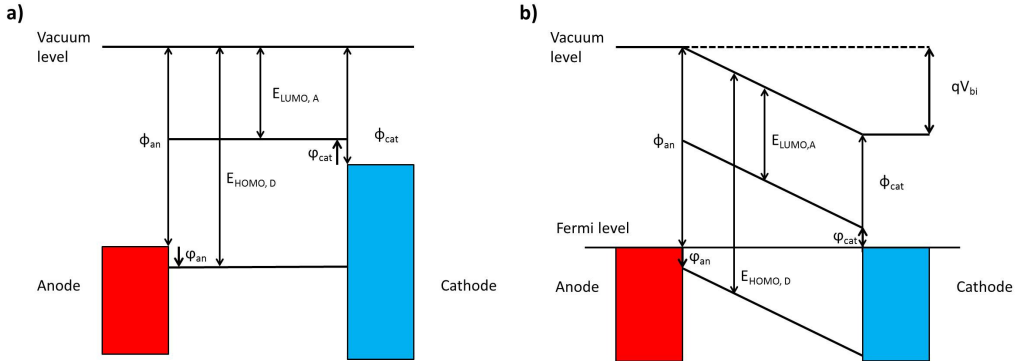 a)
Vacuum
level
E_LUMO, A
ϕ_an
ϕ_cat
φ_cat
E_HOMO, D
φ_an
Anode
Cathode
b)
Vacuum
level
qV_bi
ϕ_an
E_LUMO,A
ϕ_cat
Fermi level
φ_cat
φ_an
E_HOMO, D
Anode
Cathode